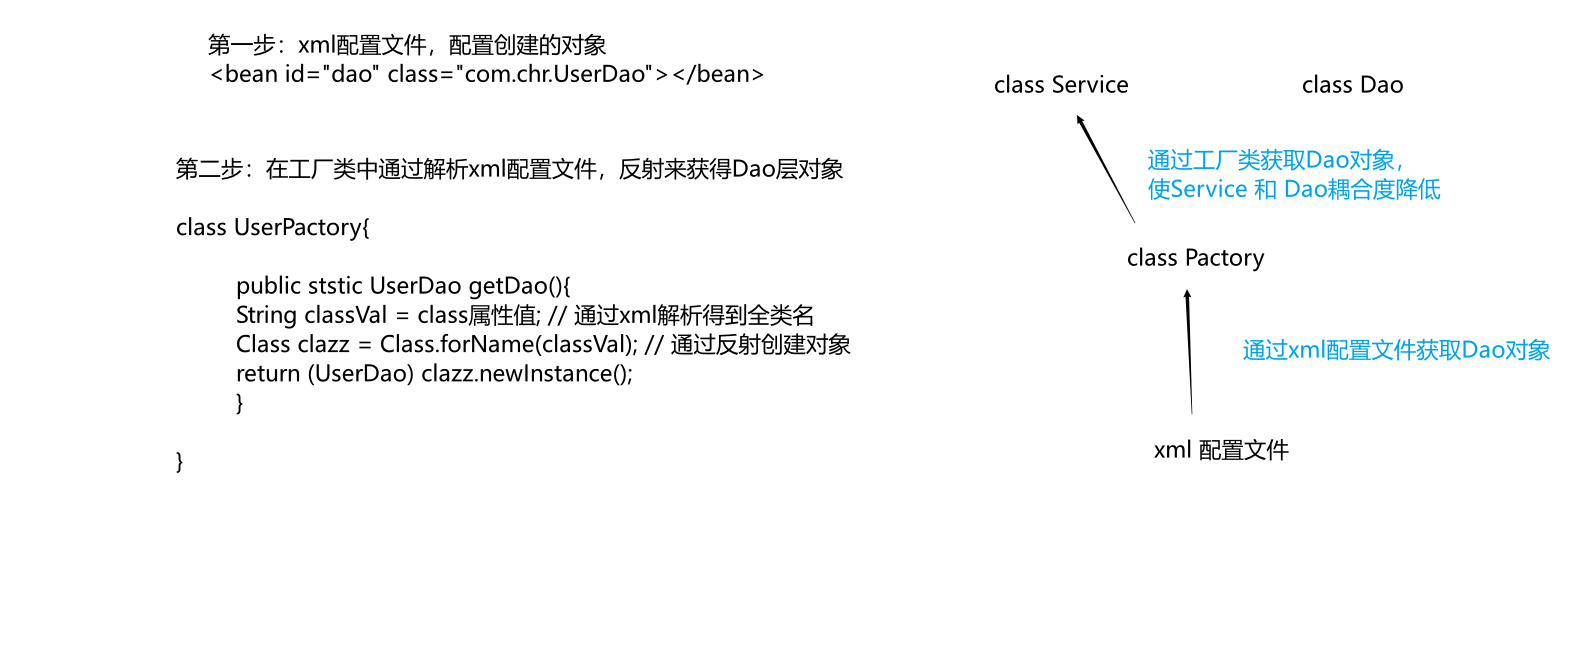 第一步：xml配置文件，配置创建的对象
<bean id="dao" class="com.chr.UserDao"></bean>
第二步：在工厂类中通过解析xml配置文件，反射来获得Dao层对象
class UserPactory{
public ststic UserDao getDao(){
String classVal = class属性值; // 通过xml解析得到全类名
Class clazz = Class.forName(classVal); // 通过反射创建对象
return (UserDao) clazz.newInstance();
}
}
class Service
class Dao
通过工厂类获取Dao对象，
使Service 和 Dao耦合度降低
class Pactory
通过xml配置文件获取Dao对象
xml 配置文件